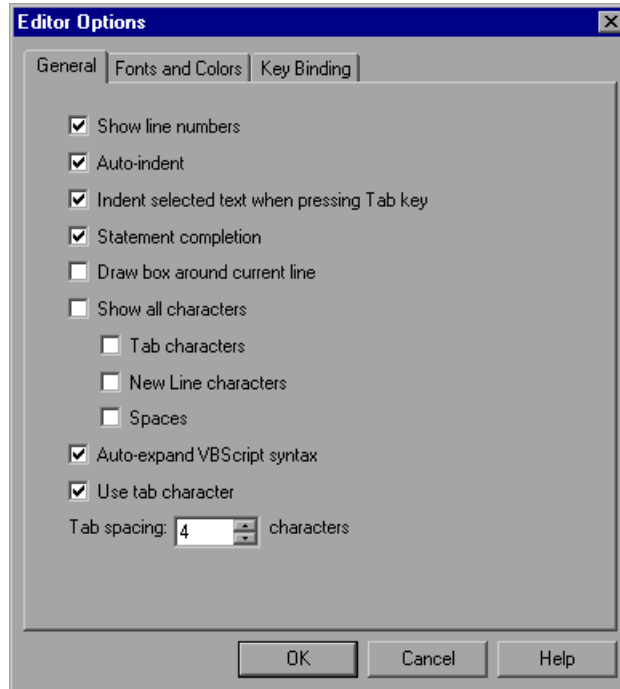 Editor Options
General Fonts and Colors Key Binding
Show line numbers
Auto-indent
Indent selected text when pressing Tab key
Statement completion
Draw box around current line
Show all characters
Tab characters
New Line characters
Spaces
Auto-expand VBScript syntax
Use tab character
Tab spacing: 4 characters
OK Cancel Help